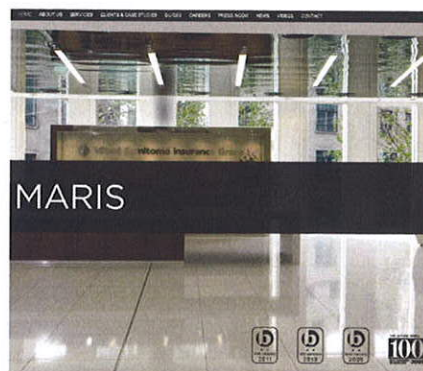 HOME ABOUT US SERVICES CLIENTS & CASE STUDIES GUIDES CAREERS PRESS ROOM NEWS VIDEOS CONTACT
Mitsui Sumitomo Insurance Group
MARIS
2011
100